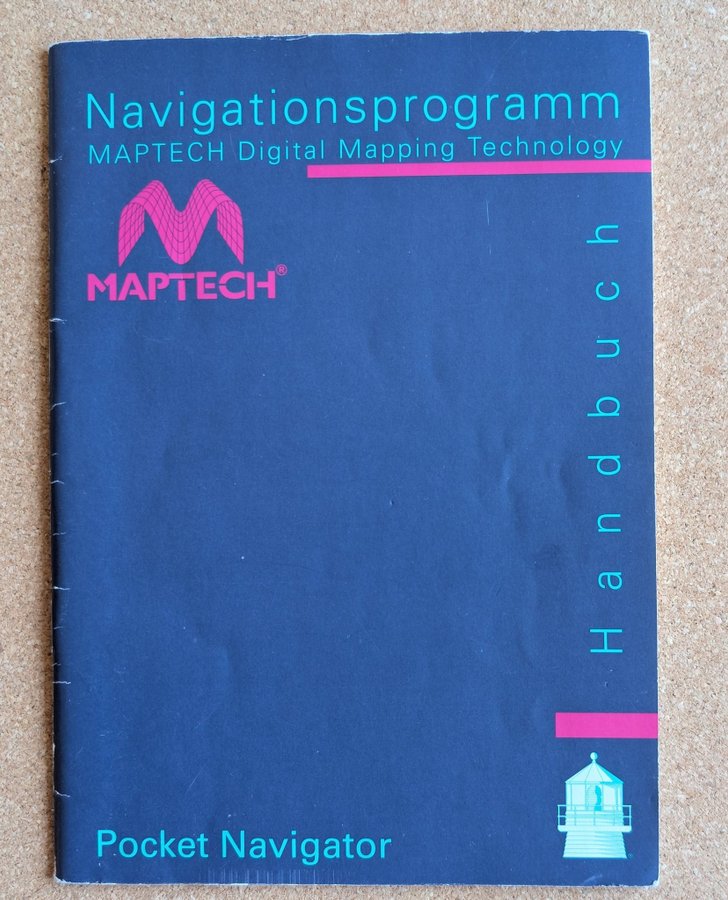 Navigationsprogramm
MAPTECH Digital Mapping Technology
MAPTECH®
Handbuch
Pocket Navigator